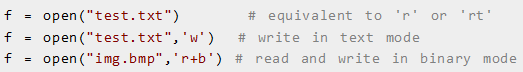 f = open("test.txt")      # equivalent to 'r' or 'rt'
f = open("test.txt",'w')  # write in text mode
f = open("img.bmp",'r+b') # read and write in binary mode